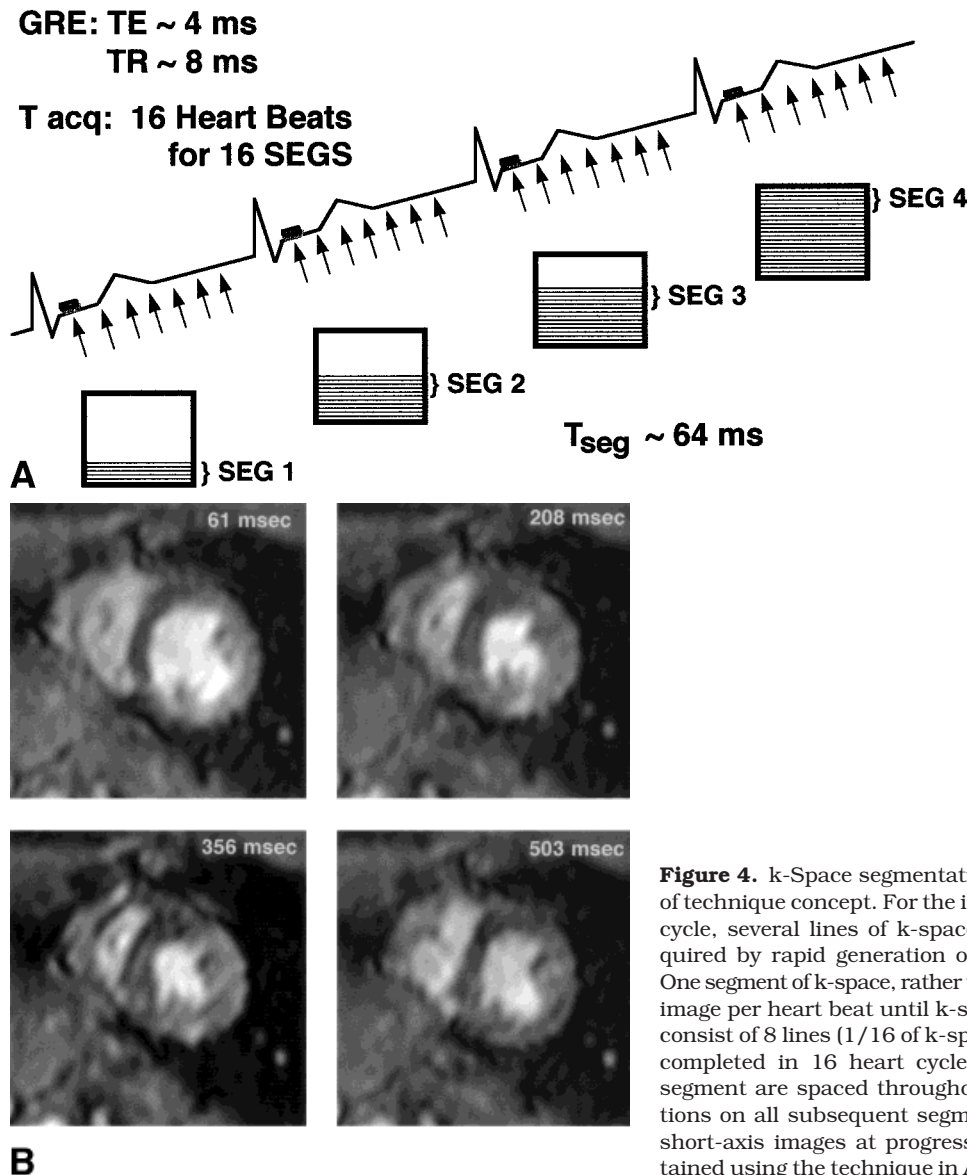 GRE: TE ~ 4 ms
TR ~ 8 ms
T acq: 16 Heart Beats
for 16 SEGS
} SEG 4
} SEG 3
} SEG 2
T seg ~ 64 ms
} SEG 1
A
61 msec
208 msec
356 msec
503 msec
B
Figure 4. k-Space segmentati
of technique concept. For the i
cycle, several lines of k-space
quired by rapid generation o
One segment of k-space, rather
image per heart beat until k-s
consist of 8 lines (1/16 of k-sp
completed in 16 heart cycle
segment are spaced througho
tions on all subsequent segm
short-axis images at progress
tained using the technique in